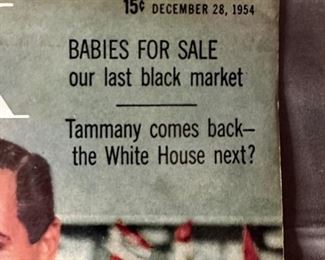 15¢ DECEMBER 28, 1954
BABIES FOR SALE
our last black market
Tammany comes back—
the White House next?